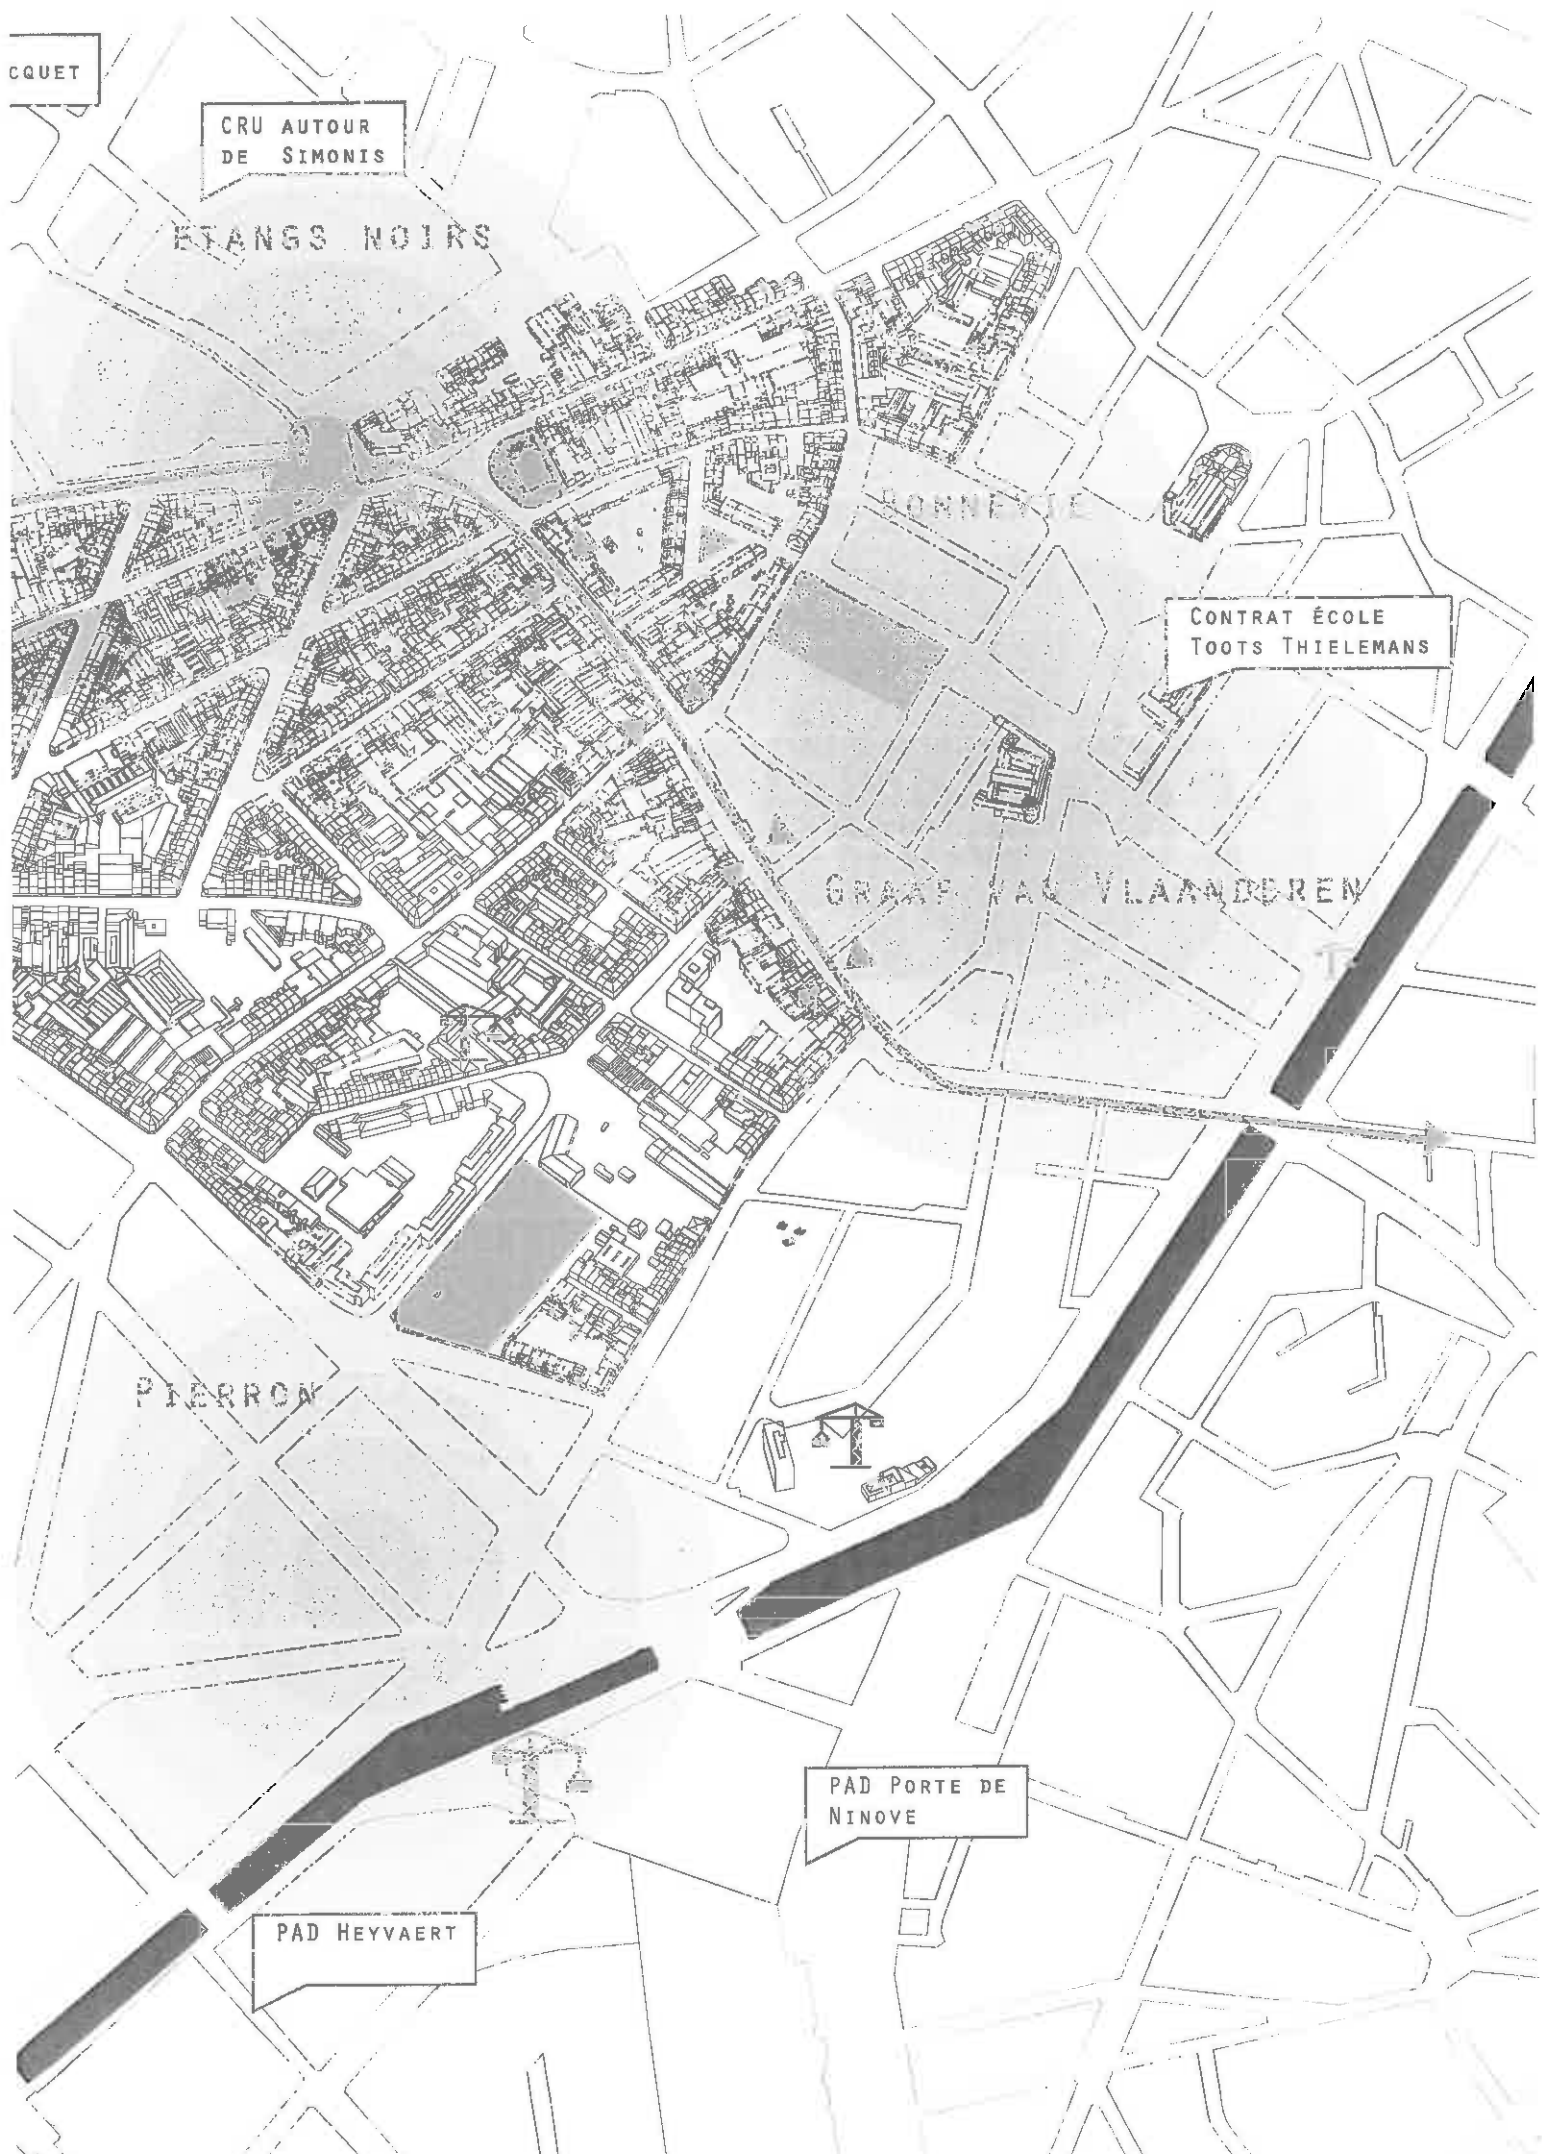 CQUET
CRU AUTOUR
DE SIMONIS
ETANGS NOIRS
BONNEVIE
CONTRAT ÉCOLE
TOOTS THIELEMANS
GRAAF VAN VLAANDEREN
PIERRON
PAD PORTE DE
NINOVE
PAD HEYVAERT